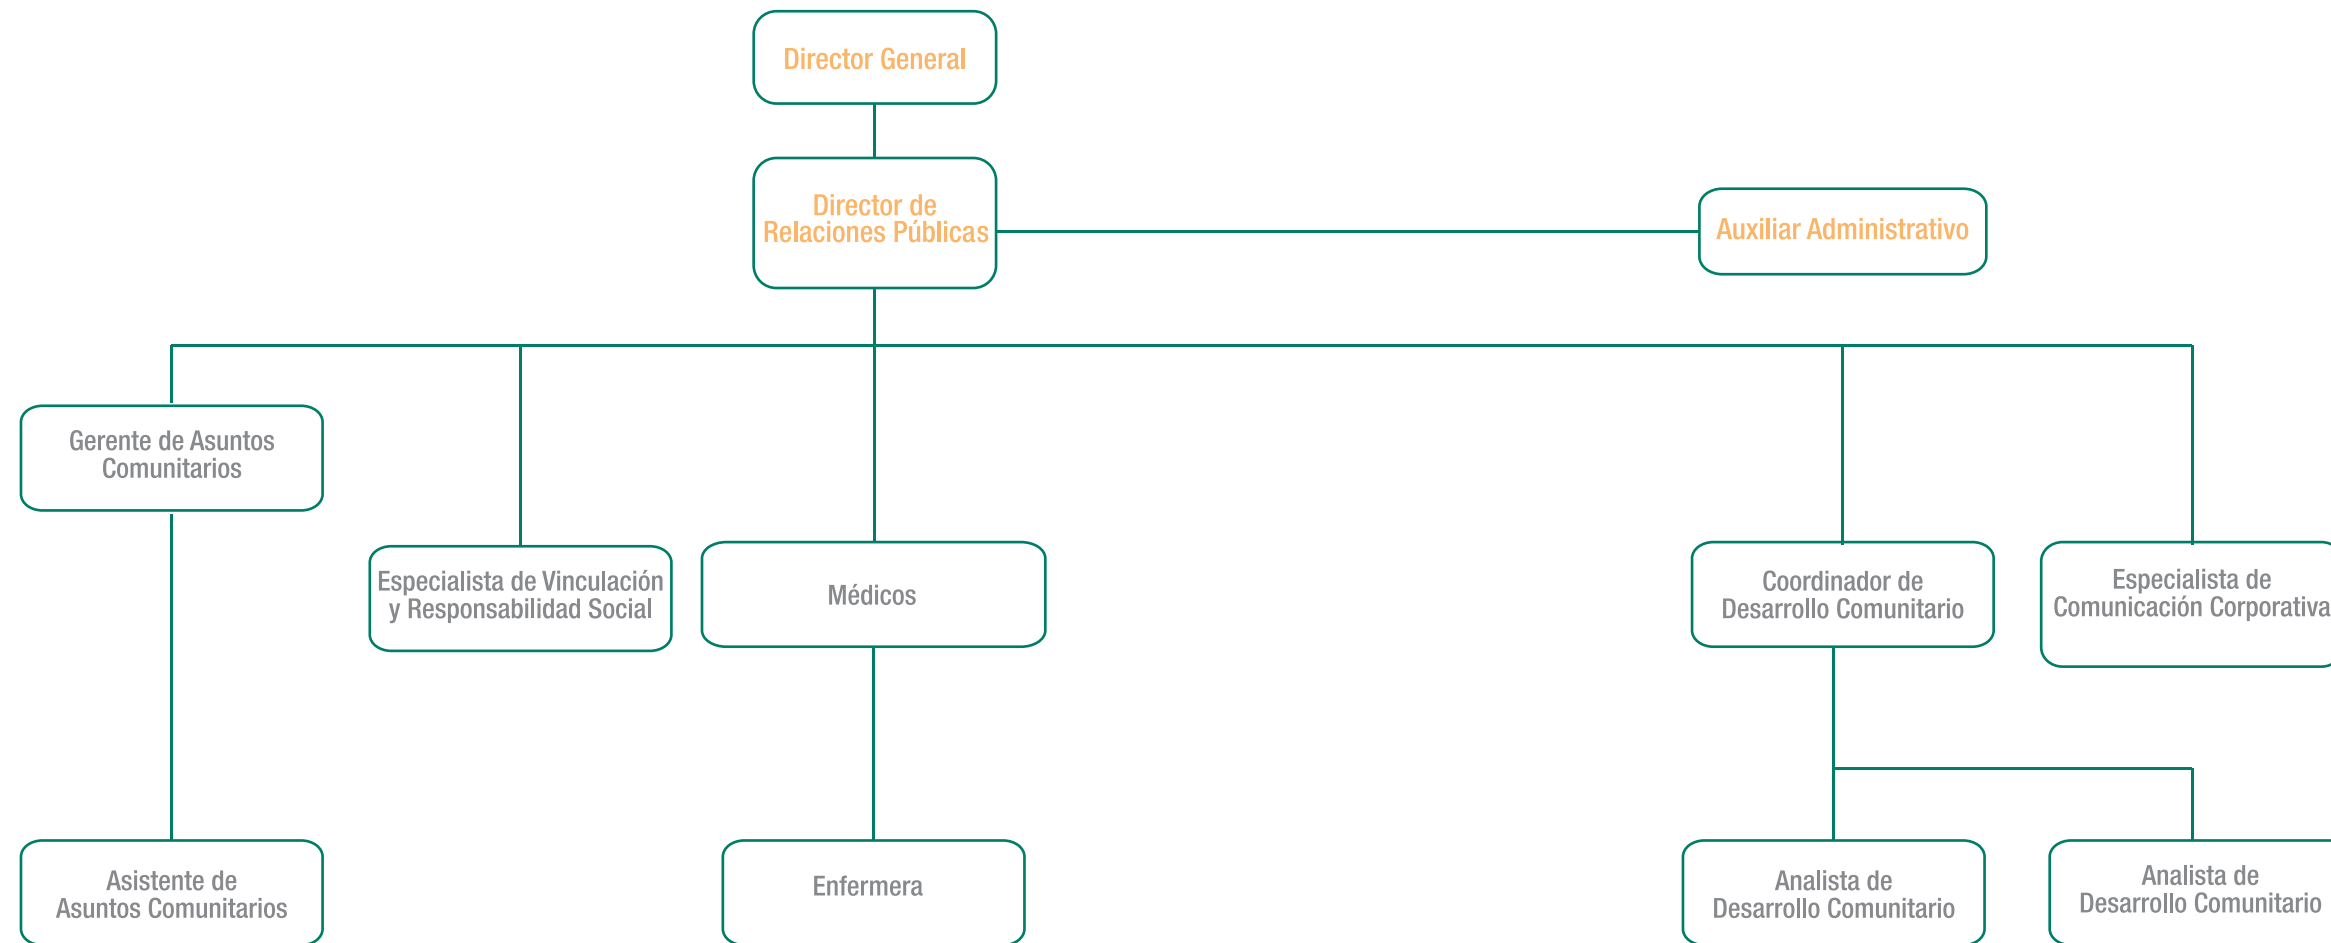 Director General
Director de
Relaciones Públicas
Auxiliar Administrativo
Gerente de Asuntos
Comunitarios
Especialista de Vinculación
y Responsabilidad Social
Médicos
Coordinador de
Desarrollo Comunitario
Especialista de
Comunicación Corporativa
Asistente de
Asuntos Comunitarios
Enfermera
Analista de
Desarrollo Comunitario
Analista de
Desarrollo Comunitario